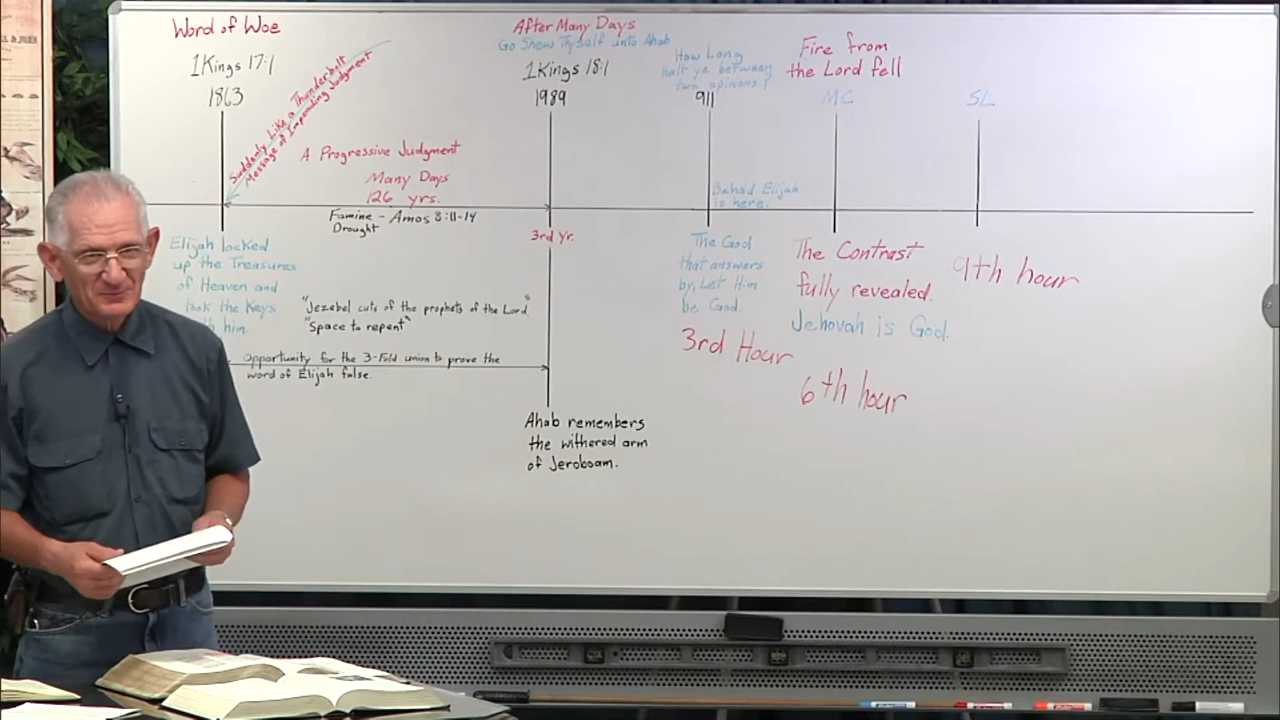 Word of Woe
1Kings 17:1
1863
Suddenly Like a Thunderbolt
Message of Impending Judgment
A Progressive Judgment
Many Days
126 yrs.
Famine - Amos 8:11-14
Drought
Elijah locked
up the Treasures
of Heaven and
took the Keys
with him.
"Jezebel cuts of the prophets of the Lord"
"Space to repent"
Opportunity for the 3-Fold union to prove the
word of Elijah false.
After Many Days
Go Shew Thyself unto Ahab
1Kings 18:1
1989
3rd yr.
Ahab remembers
the withered arm
of Jeroboam.
How Long
halt ye between
two opinions?
911
Behold Elijah
is here.
The God
that answers
by, Let Him
be God.
3rd Hour
Fire from
the Lord fell
MC
The Contrast
fully revealed.
Jehovah is God.
6th hour
SL
9th hour